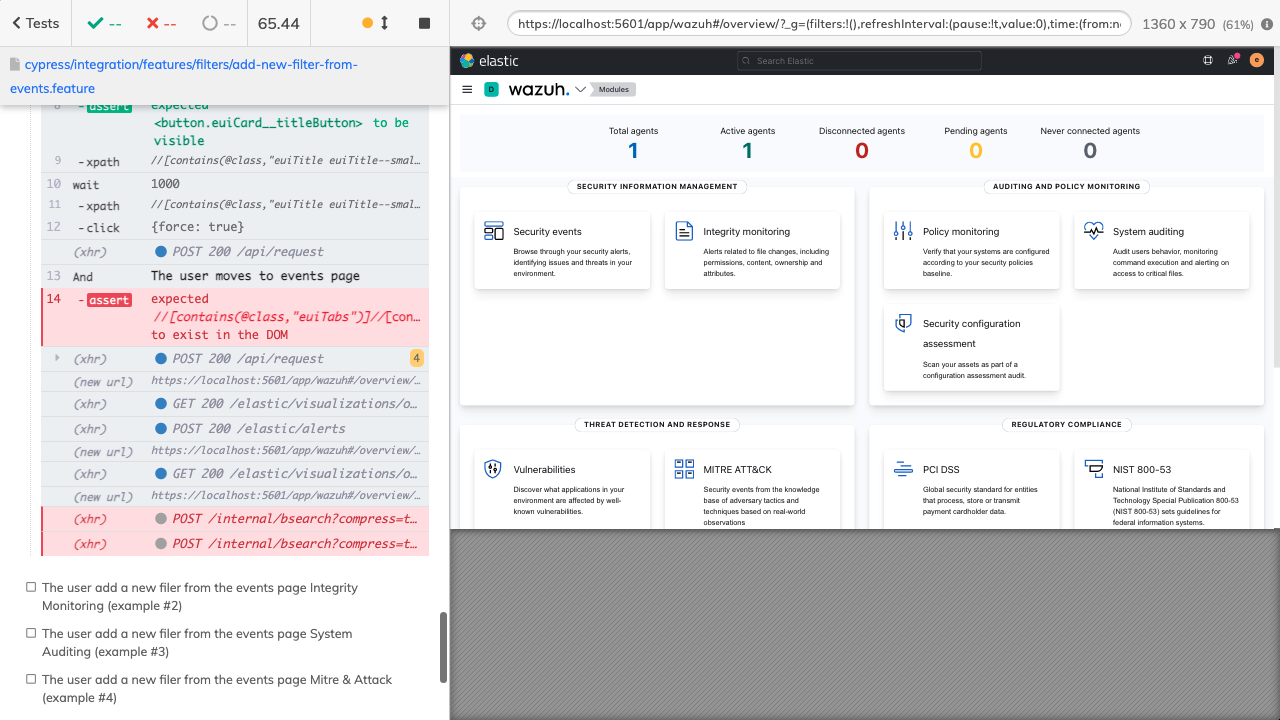 Tests
--
--
--
65.44
https://localhost:5601/app/wazuh#/overview/?_g=(filters:!(),refreshInterval:(pause:!t,value:0),time:(from:n
1360 x 790 (61%)
cypress/integration/features/filters/add-new-filter-from-
events.feature
8 -assert expected
<button.euiCard__titleButton> to be
visible
9 -xpath //[contains(@class,"euiTitle euiTitle--smal…
10 wait 1000
11 -xpath //[contains(@class,"euiTitle euiTitle--smal…
12 -click {force: true}
(xhr) POST 200 /api/request
13 And The user moves to events page
14 -assert expected
//[contains(@class,"euiTabs")]//[con…
to exist in the DOM
(xhr) POST 200 /api/request 4
(new url) https://localhost:5601/app/wazuh#/overview/…
(xhr) GET 200 /elastic/visualizations/o…
(xhr) POST 200 /elastic/alerts
(new url) https://localhost:5601/app/wazuh#/overview/…
(xhr) GET 200 /elastic/visualizations/o…
(new url) https://localhost:5601/app/wazuh#/overview/…
(xhr) POST /internal/bsearch?compress=t…
(xhr) POST /internal/bsearch?compress=t…
The user add a new filer from the events page Integrity
Monitoring (example #2)
The user add a new filer from the events page System
Auditing (example #3)
The user add a new filer from the events page Mitre & Attack
(example #4)
elastic
Search Elastic
e
D wazuh. Modules
Total agents
1
Active agents
1
Disconnected agents
0
Pending agents
0
Never connected agents
0
SECURITY INFORMATION MANAGEMENT
Security events
Browse through your security alerts,
identifying issues and threats in your
environment.
Integrity monitoring
Alerts related to file changes, including
permissions, content, ownership and
attributes.
AUDITING AND POLICY MONITORING
Policy monitoring
Verify that your systems are configured
according to your security policies
baseline.
System auditing
Audit users behavior, monitoring
command execution and alerting on
access to critical files.
Security configuration
assessment
Scan your assets as part of a
configuration assessment audit.
THREAT DETECTION AND RESPONSE
Vulnerabilities
Discover what applications in your
environment are affected by well-
known vulnerabilities.
MITRE ATT&CK
Security events from the knowledge
base of adversary tactics and
techniques based on real-world
observations
REGULATORY COMPLIANCE
PCI DSS
Global security standard for entities
that process, store or transmit
payment cardholder data.
NIST 800-53
National Institute of Standards and
Technology Special Publication 800-53
(NIST 800-53) sets guidelines for
federal information systems.